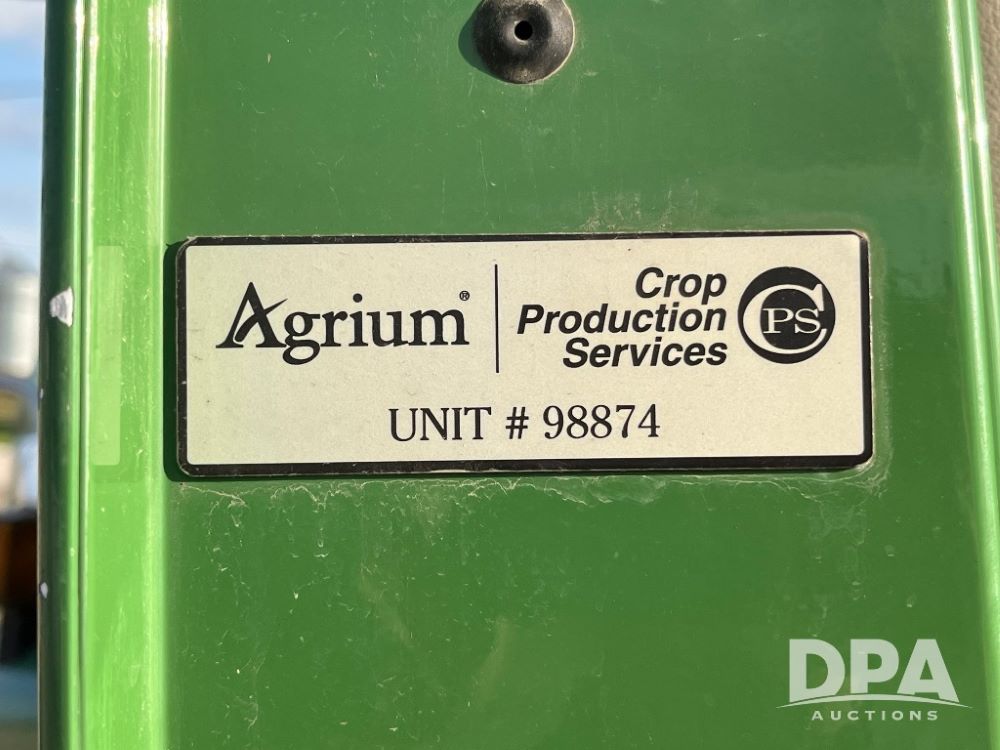 Agrium®
Crop
Production
Services
CPS
UNIT # 98874
DPA
AUCTIONS